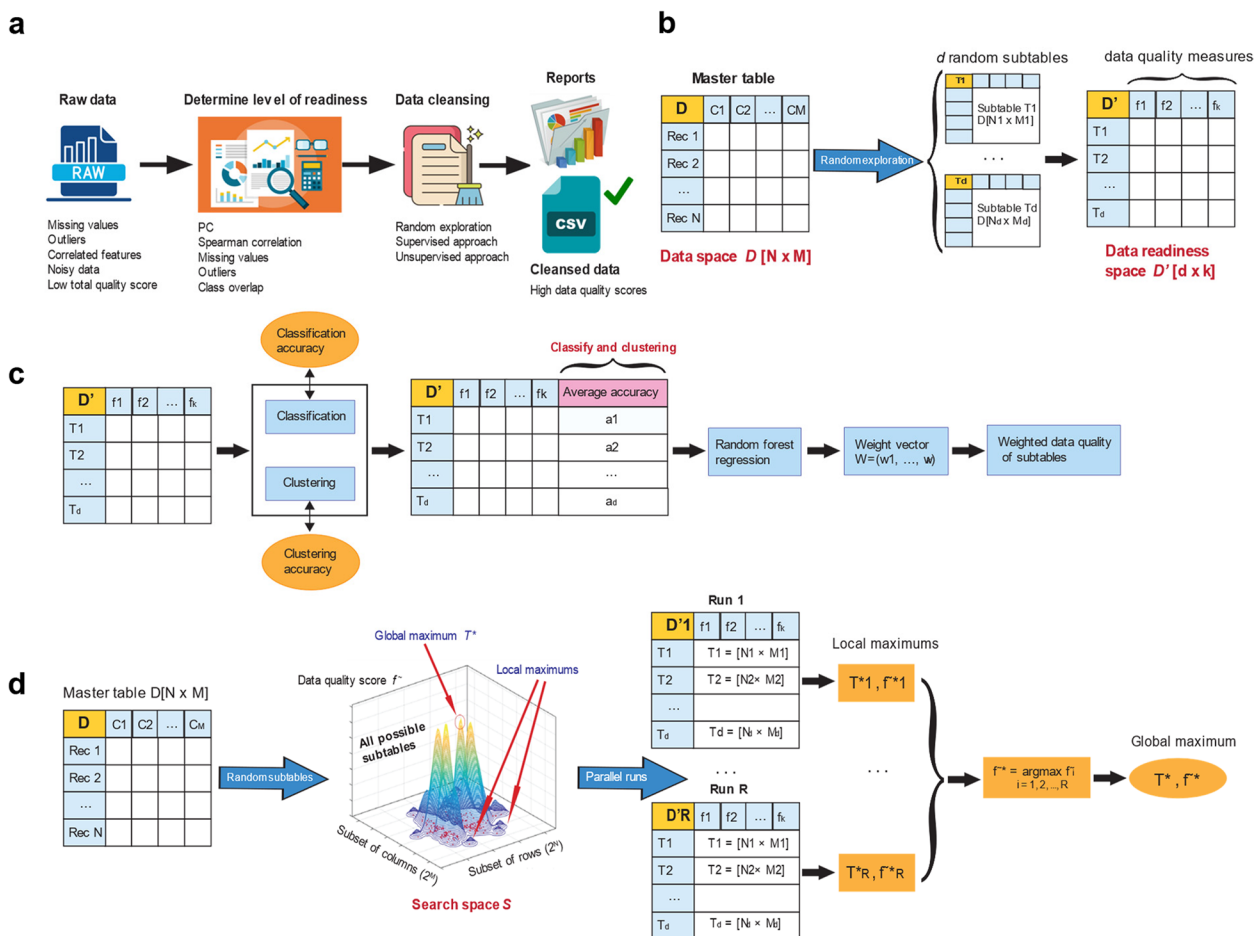 a
Raw data
RAW
Missing values
Outliers
Correlated features
Noisy data
Low total quality score
Determine level of readiness
PC
Spearman correlation
Missing values
Outliers
Class overlap
Data cleansing
Random exploration
Supervised approach
Unsupervised approach
Reports
CSV
Cleansed data
High data quality scores
b
Master table
D C1 C2 ... CM
Rec 1
Rec 2
...
Rec N
Data space D [N x M]
Random exploration
d random subtables
T1
Subtable T1
D[N1 x M1]
...
Td
Subtable Td
D[Nd x Md]
data quality measures
D' f1 f2 ... fk
T1
T2
...
Td
Data readiness
space D' [d x k]
c
D' f1 f2 ... fk
T1
T2
...
Td
Classification
accuracy
Classification
Clustering
Clustering
accuracy
Classify and clustering
D' f1 f2 ... fk Average accuracy
T1 a1
T2 a2
... ...
Td ad
Random forest
regression
Weight vector
W=(w1, ..., w)
Weighted data quality
of subtables
d
Master table D[N x M]
D C1 C2 ... CM
Rec 1
Rec 2
...
Rec N
Random subtables
Global maximum T*
Local maximums
Data quality score f~
All possible
subtables
Subset of columns (2ᴹ)
Subset of rows (2ᴺ)
Search space S
Parallel runs
Run 1
D'1 f1 f2 ... fk
T1 T1 = [N1 × M1]
T2 T2 = [N2× M2]
...
Td Td = [Nd × Md]
...
Run R
D'R f1 f2 ... fk
T1 T1 = [N1 × M1]
T2 T2 = [N2× M2]
...
Td Td = [Nd × Md]
Local maximums
T*1 , f~*1
...
T*R, f~*R
f~* = argmax f~i
i = 1, 2, ..., R
Global maximum
T* , f~*